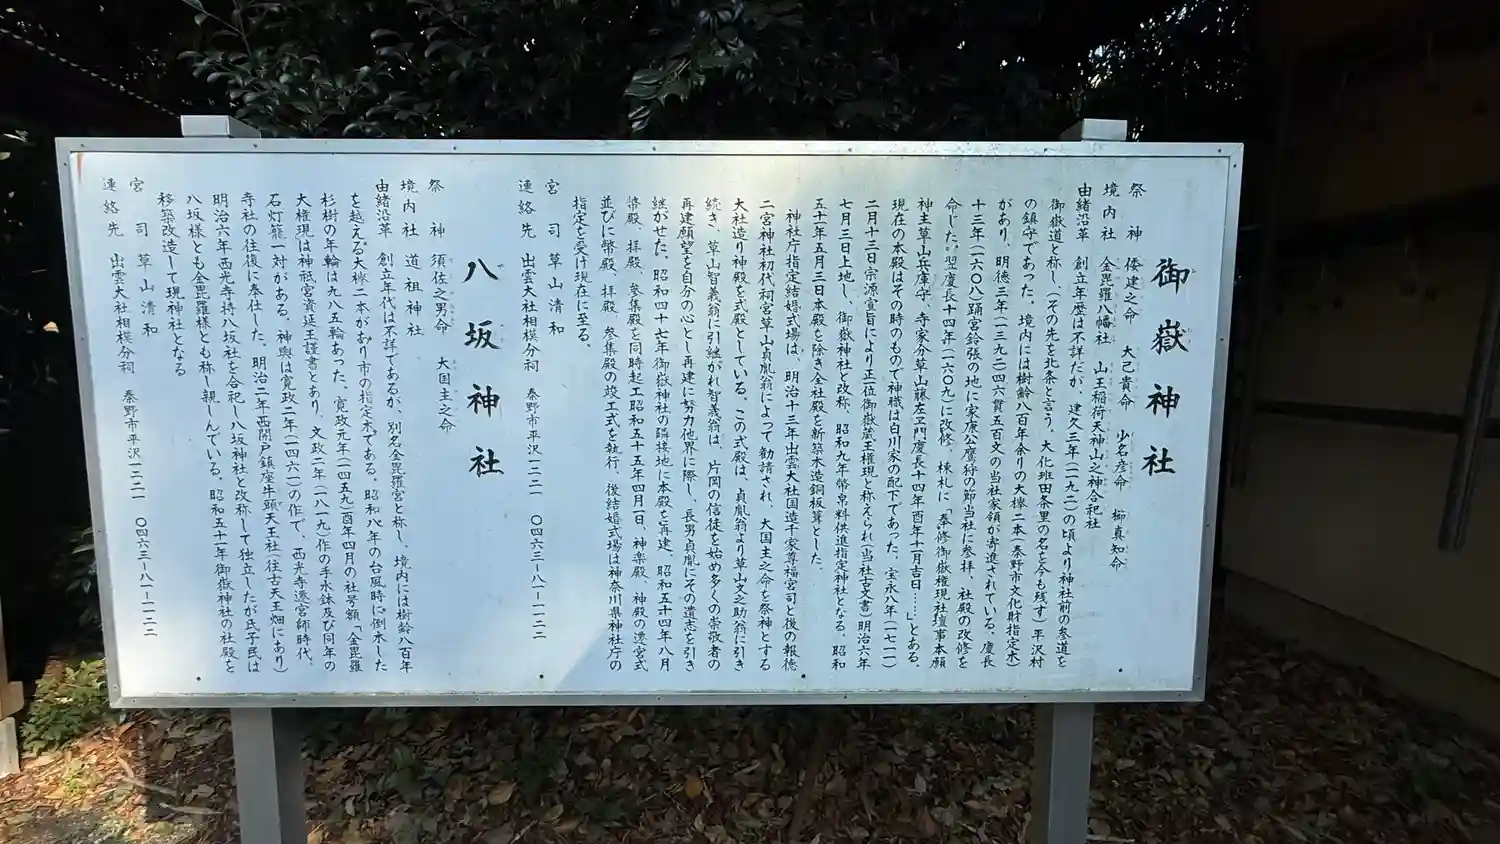 御嶽神社
祭神 倭建之命 大己貴命 少名彦命 櫛真知命
境内社 金毘羅八幡社 山王稲荷天神山之神合祀社
由緒沿革 創立年歴は不詳だが、建久三年(一一九二)の頃より神社前の参道を
御嶽道と称し、(その先を北条と言う。大化班田条里の名を今も残す)平沢村
の鎮守であった。境内には樹齢八百年余りの大欅二本(秦野市文化財指定木)
があり、明徳三年(一三九二)四六貫五百文の当社家領が寄進されている。慶長
十三年(一六〇八)踊宮鈴張の地に家康公鷹狩の節当社に参拝、社殿の改修を
命じた。翌慶長十四年(一六〇九)に改修、棟札に「奉修御嶽権現社壇事本願
神主草山兵庫守、寺家分草山藤左ヱ門慶長十四年酉年十一月吉日……」とある。
現在の本殿はその時のもので神職は白川家の配下であった。宝永八年(一七一一)
二月十三日宗源宣旨により正一位御嶽蔵王権現と称えられ(当社古文書)明治六年
七月三日上地し、御嶽神社と改称、昭和九年幣帛料供進指定神社となる。昭和
五十一年五月三日本殿を除き全社殿を新築木造銅板葺とした。
神社庁指定結婚式場は、明治十三年出雲大社国造千家尊福宮司と後の報徳
二宮神社初代祠官草山貞胤翁によって勧請され、大国主之命を祭神とする
大社造り神殿を式殿としている。この式殿は、貞胤翁より草山文之助翁に引き
続き、草山智義翁に引継がれ智義翁は、片岡の信徒を始め多くの崇敬者の
再建願望を自分の心とし再建に努力他界に際し、長男貞胤にその遺志を引き
継がせた。昭和四十七年御嶽神社の隣接地に本殿を再建、昭和五十四年八月
幣殿、拝殿、参集殿を同時起工昭和五十五年四月一日、神楽殿、神殿の遷宮式
並びに幣殿、拝殿、参集殿の竣工式を執行、後結婚式場は神奈川県神社庁の
指定を受け現在に至る。
宮司 草山清和
連絡先 出雲大社相模分祠 秦野市平沢一二二一 〇四六三ー八一ー一一二二
八坂神社
祭神 須佐之男命 大国主之命
境内社 道祖神社
由緒沿革 創立年代は不詳であるが、別名金毘羅宮と称し、境内には樹齢八百年
を越える大欅二本があり市の指定木である。昭和八年の台風時に倒木した
杉樹の年輪は九八五輪あった。寛政元年(一四五九)酉年四月の社号額「金毘羅
大権現は神祇宮資延王謹書とあり、文政二年(一八一九)作の手水鉢及び同年の
石灯籠一対がある。神輿は寛政二年(一四六一)の作で、西光寺遷宮師時代、
寺社の往復に奉仕した。明治二年西開戸鎮座牛頭天王社(往古天王畑にあり)
明治六年西光寺持八坂社を合祀し八坂神社と改称して独立したが氏子民は
八坂様とも金毘羅様とも称し親しんでいる。昭和五十一年御嶽神社の社殿を
移築改造して現神社となる
宮司 草山清和
連絡先 出雲大社相模分祠 秦野市平沢一二二一 〇四六三ー八一ー一一二二